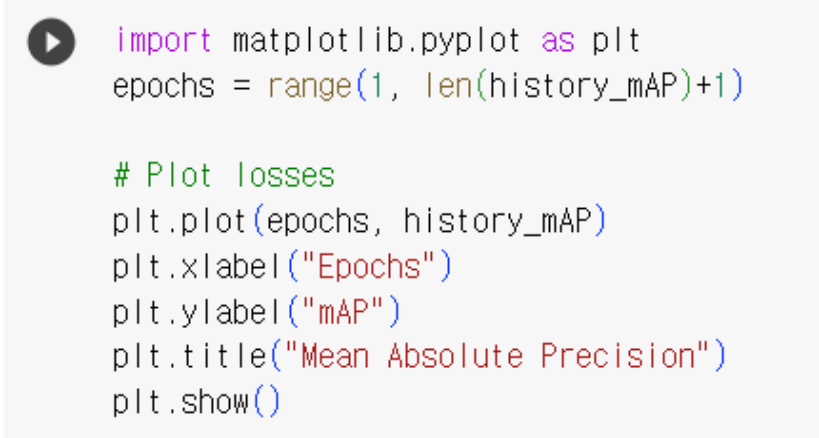 import matplotlib.pyplot as plt
epochs = range(1, len(history_mAP)+1)
# Plot losses
plt.plot(epochs, history_mAP)
plt.xlabel("Epochs")
plt.ylabel("mAP")
plt.title("Mean Absolute Precision")
plt.show()